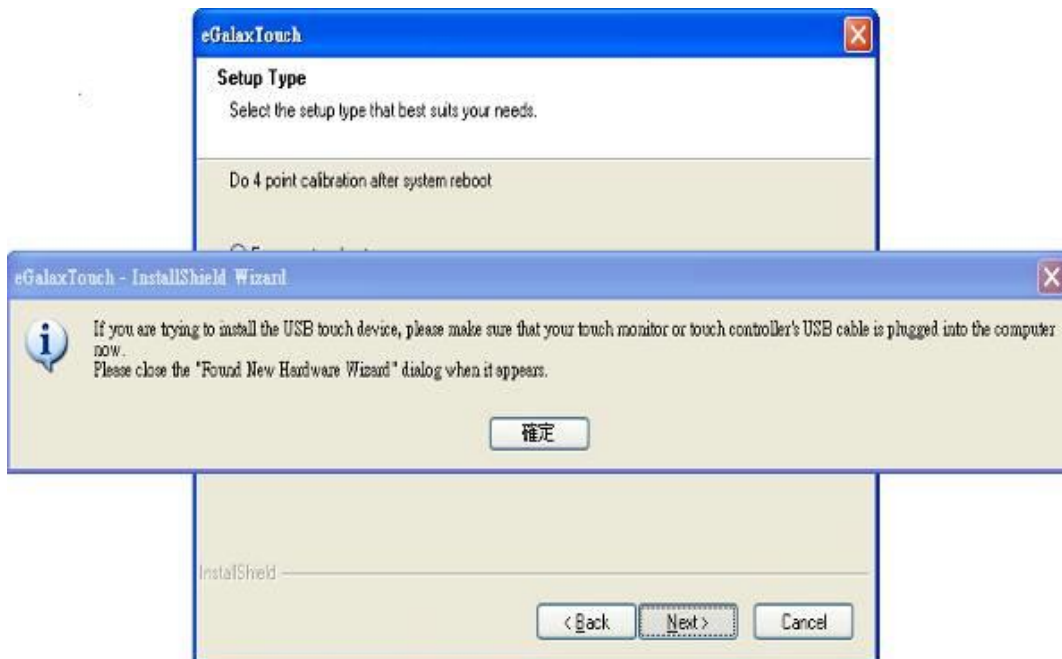 eGalaxTouch
Setup Type
Select the setup type that best suits your needs.
Do 4 point calibration after system reboot
eGalaxTouch - InstallShield Wizard
If you are trying to install the USB touch device, please make sure that your touch monitor or touch controller's USB cable is plugged into the computer
now.
Please close the "Found New Hardware Wizard" dialog when it appears.
確定
InstallShield
< Back Next > Cancel